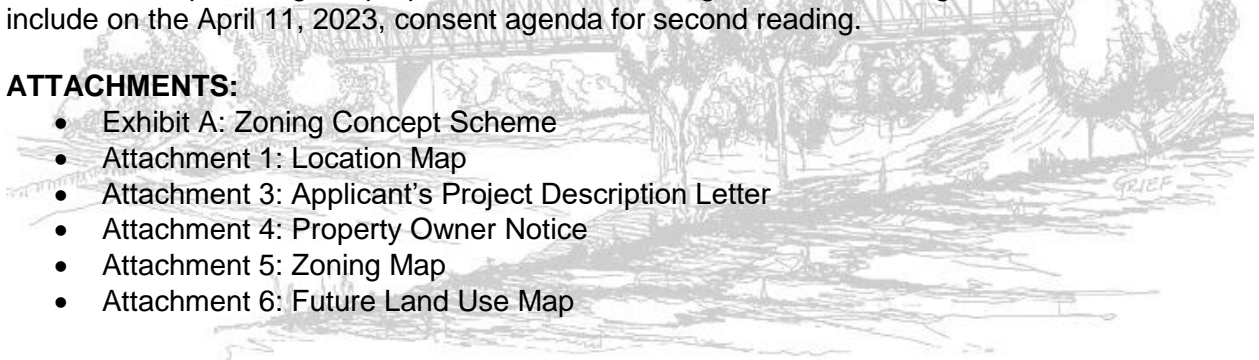 include on the April 11, 2023, consent agenda for second reading.
ATTACHMENTS:
• Exhibit A: Zoning Concept Scheme
• Attachment 1: Location Map
• Attachment 3: Applicant’s Project Description Letter
• Attachment 4: Property Owner Notice
• Attachment 5: Zoning Map
• Attachment 6: Future Land Use Map
GRIEF